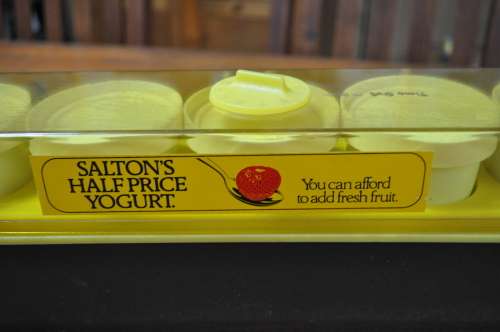 SALTON'S
HALF PRICE
YOGURT.
You can afford
to add fresh fruit.